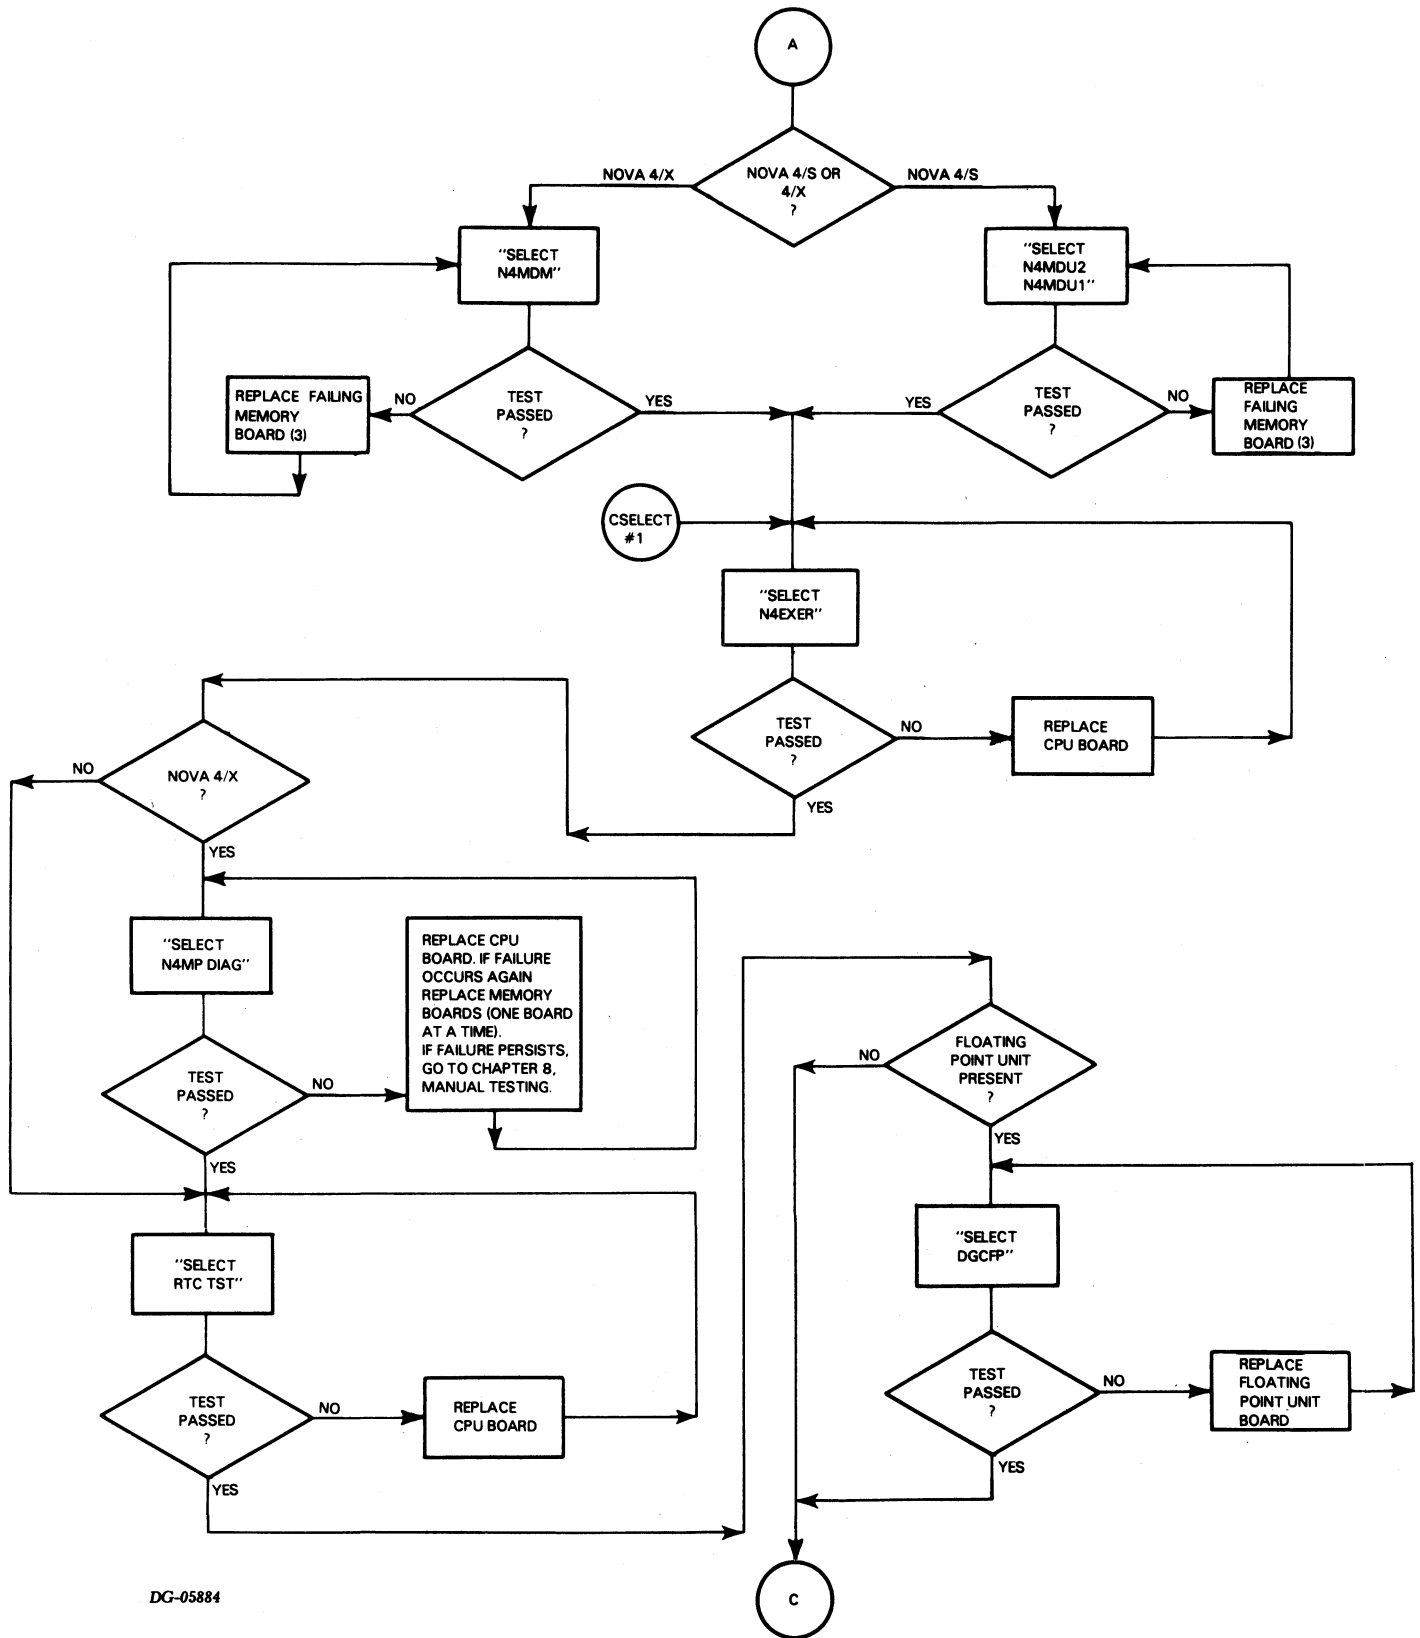 A
NOVA 4/X
NOVA 4/S OR
4/X
?
NOVA 4/S
"SELECT
N4MDM"
"SELECT
N4MDU2
N4MDU1"
REPLACE FAILING
MEMORY
BOARD (3)
NO
TEST
PASSED
?
YES
YES
TEST
PASSED
?
NO
REPLACE
FAILING
MEMORY
BOARD (3)
CSELECT
#1
"SELECT
N4EXER"
TEST
PASSED
?
NO
REPLACE
CPU BOARD
YES
NO
NOVA 4/X
?
YES
"SELECT
N4MP DIAG"
REPLACE CPU
BOARD. IF FAILURE
OCCURS AGAIN
REPLACE MEMORY
BOARDS (ONE BOARD
AT A TIME).
IF FAILURE PERSISTS,
GO TO CHAPTER 8,
MANUAL TESTING.
TEST
PASSED
?
NO
YES
"SELECT
RTC TST"
TEST
PASSED
?
NO
REPLACE
CPU BOARD
YES
NO
FLOATING
POINT UNIT
PRESENT
?
YES
"SELECT
DGCFP"
TEST
PASSED
?
NO
REPLACE
FLOATING
POINT UNIT
BOARD
YES
C
DG-05884